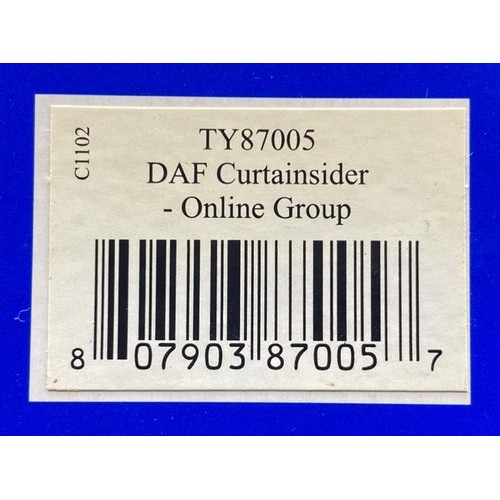 C1102
TY87005
DAF Curtainsider
- Online Group
8 07903 87005 7